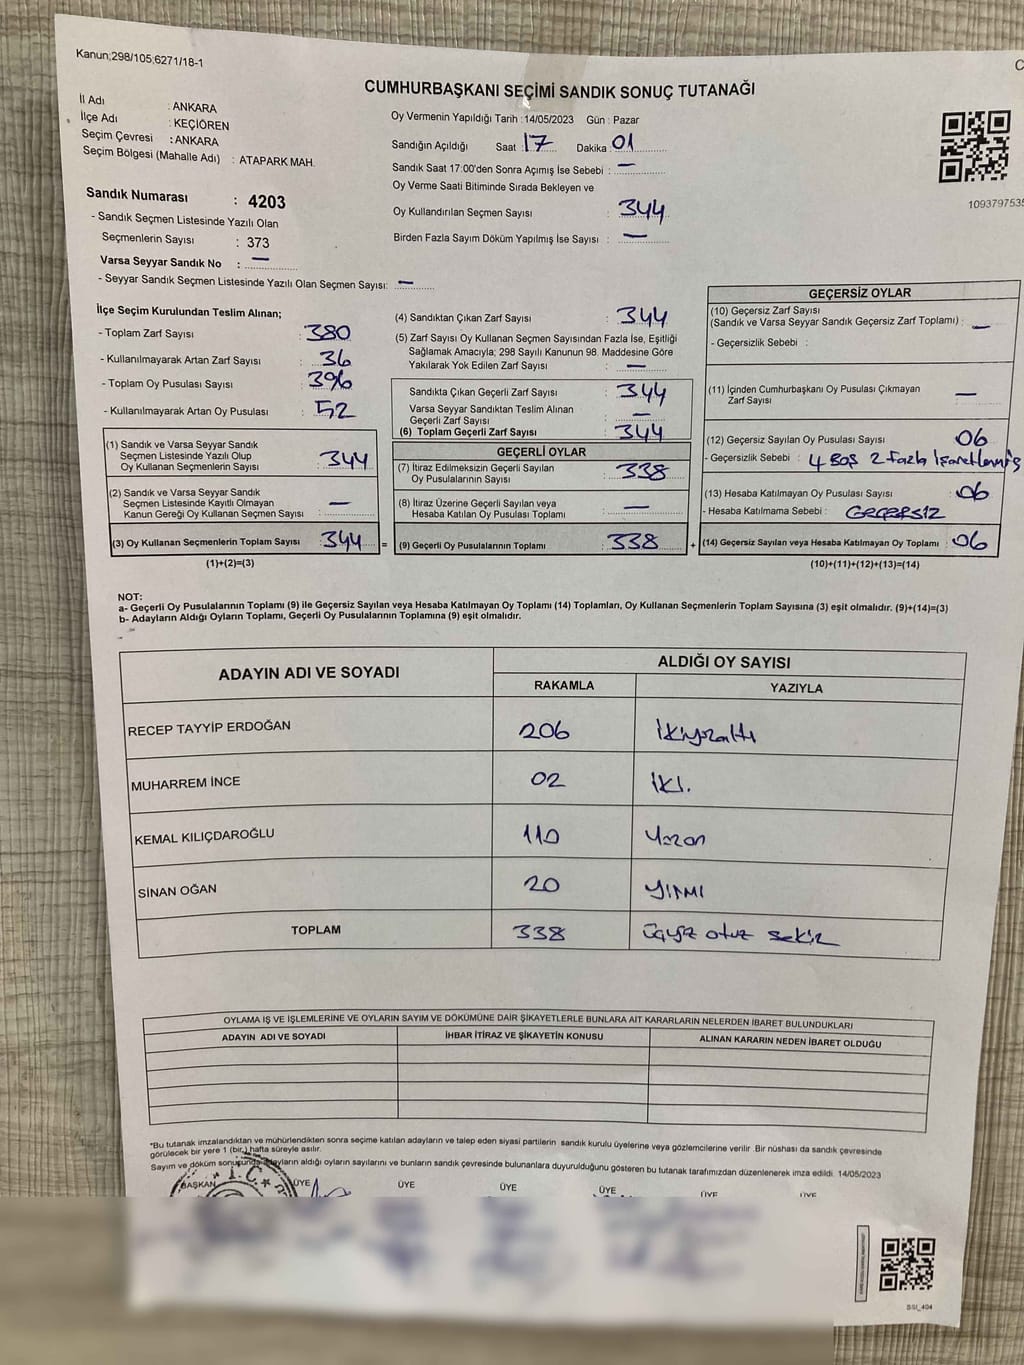 Kanun;298/105;6271/18-1
CUMHURBAŞKANI SEÇİMİ SANDIK SONUÇ TUTANAĞI
İl Adı : ANKARA
İlçe Adı : KEÇİÖREN
Seçim Çevresi : ANKARA
Seçim Bölgesi (Mahalle Adı) : ATAPARK MAH.
Sandık Numarası : 4203
- Sandık Seçmen Listesinde Yazılı Olan
Seçmenlerin Sayısı : 373
Varsa Seyyar Sandık No : —
- Seyyar Sandık Seçmen Listesinde Yazılı Olan Seçmen Sayısı: —
Oy Vermenin Yapıldığı Tarih : 14/05/2023 Gün : Pazar
Sandığın Açıldığı Saat : 17 Dakika : 01
Sandık Saat 17:00'den Sonra Açımış İse Sebebi : —
Oy Verme Saati Bitiminde Sırada Bekleyen ve
Oy Kullandırılan Seçmen Sayısı : 344
Birden Fazla Sayım Döküm Yapılmış İse Sayısı : —
1093797535
İlçe Seçim Kurulundan Teslim Alınan;
- Toplam Zarf Sayısı : 380
- Kullanılmayarak Artan Zarf Sayısı : 36
- Toplam Oy Pusulası Sayısı : 396
- Kullanılmayarak Artan Oy Pusulası : 52
(1) Sandık ve Varsa Seyyar Sandık
Seçmen Listesinde Yazılı Olup
Oy Kullanan Seçmenlerin Sayısı : 344
(2) Sandık ve Varsa Seyyar Sandık
Seçmen Listesinde Kayıtlı Olmayan
Kanun Gereği Oy Kullanan Seçmen Sayısı : —
(3) Oy Kullanan Seçmenlerin Toplam Sayısı : 344 =
(1)+(2)=(3)
(4) Sandıktan Çıkan Zarf Sayısı : 344
(5) Zarf Sayısı Oy Kullanan Seçmen Sayısından Fazla İse, Eşitliği
Sağlamak Amacıyla; 298 Sayılı Kanunun 98. Maddesine Göre
Yakılarak Yok Edilen Zarf Sayısı : —
Sandıkta Çıkan Geçerli Zarf Sayısı : 344
Varsa Seyyar Sandıktan Teslim Alınan
Geçerli Zarf Sayısı : —
(6) Toplam Geçerli Zarf Sayısı : 344
GEÇERLİ OYLAR
(7) İtiraz Edilmeksizin Geçerli Sayılan
Oy Pusulalarının Sayısı : 338
(8) İtiraz Üzerine Geçerli Sayılan veya
Hesaba Katılan Oy Pusulası Toplamı : —
(9) Geçerli Oy Pusulalarının Toplamı : 338 +
GEÇERSİZ OYLAR
(10) Geçersiz Zarf Sayısı
(Sandık ve Varsa Seyyar Sandık Geçersiz Zarf Toplamı) : —
- Geçersizlik Sebebi :
(11) İçinden Cumhurbaşkanı Oy Pusulası Çıkmayan
Zarf Sayısı : —
(12) Geçersiz Sayılan Oy Pusulası Sayısı : 06
- Geçersizlik Sebebi : 4 BOŞ 2 fazla işaretlenmiş
(13) Hesaba Katılmayan Oy Pusulası Sayısı : 06
- Hesaba Katılmama Sebebi : GEÇERSİZ
(14) Geçersiz Sayılan veya Hesaba Katılmayan Oy Toplamı : 06
(10)+(11)+(12)+(13)=(14)
NOT:
a- Geçerli Oy Pusulalarının Toplamı (9) ile Geçersiz Sayılan veya Hesaba Katılmayan Oy Toplamı (14) Toplamları, Oy Kullanan Seçmenlerin Toplam Sayısına (3) eşit olmalıdır. (9)+(14)=(3)
b- Adayların Aldığı Oyların Toplamı, Geçerli Oy Pusulalarının Toplamına (9) eşit olmalıdır.
ADAYIN ADI VE SOYADI ALDIĞI OY SAYISI
RAKAMLA YAZIYLA
RECEP TAYYİP ERDOĞAN 206 ikiyüzaltı
MUHARREM İNCE 02 İki.
KEMAL KILIÇDAROĞLU 110 Yüzon
SİNAN OĞAN 20 YİRMİ
TOPLAM 338 üçyüz otuz sekiz
OYLAMA İŞ VE İŞLEMLERİNE VE OYLARIN SAYIM VE DÖKÜMÜNE DAİR ŞİKAYETLERLE BUNLARA AİT KARARLARIN NELERDEN İBARET BULUNDUKLARI
ADAYIN ADI VE SOYADI İHBAR İTİRAZ VE ŞİKAYETİN KONUSU ALINAN KARARIN NEDEN İBARET OLDUĞU
*Bu tutanak imzalandıktan ve mühürlendikten sonra seçime katılan adayların ve talep eden siyasi partilerin sandık kurulu üyelerine veya gözlemcilerine verilir. Bir nüshası da sandık çevresinde
görülecek bir yere 1 (bir) hafta süreyle asılır.
Sayım ve döküm sonucunda adayların aldığı oyların sayılarını ve bunların sandık çevresinde bulunanlara duyurulduğunu gösteren bu tutanak tarafımızdan düzenlenerek imza edildi. 14/05/2023
BAŞKAN ÜYE ÜYE ÜYE ÜYE ÜYE ÜYE
T.C.
SSI_404